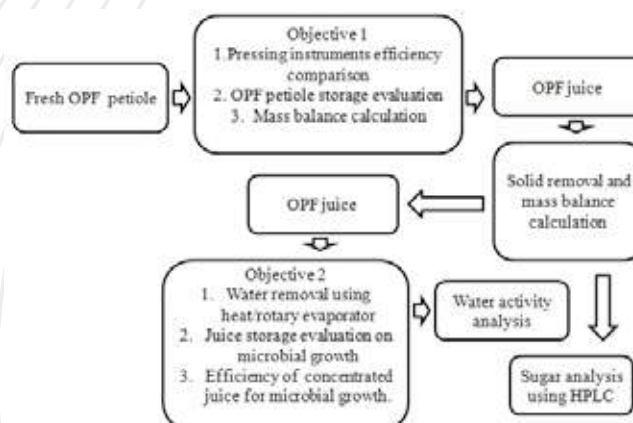 Fresh OPF petiole
Objective 1
1.Pressing instruments efficiency
comparison
2. OPF petiole storage evaluation
3. Mass balance calculation
OPF juice
Solid removal and
mass balance
calculation
OPF juice
Objective 2
1. Water removal using
heat/rotary evaporator
2. Juice storage evaluation on
microbial growth
3. Efficiency of concentrated
juice for microbial growth.
Water activity
analysis
Sugar analysis
using HPLC